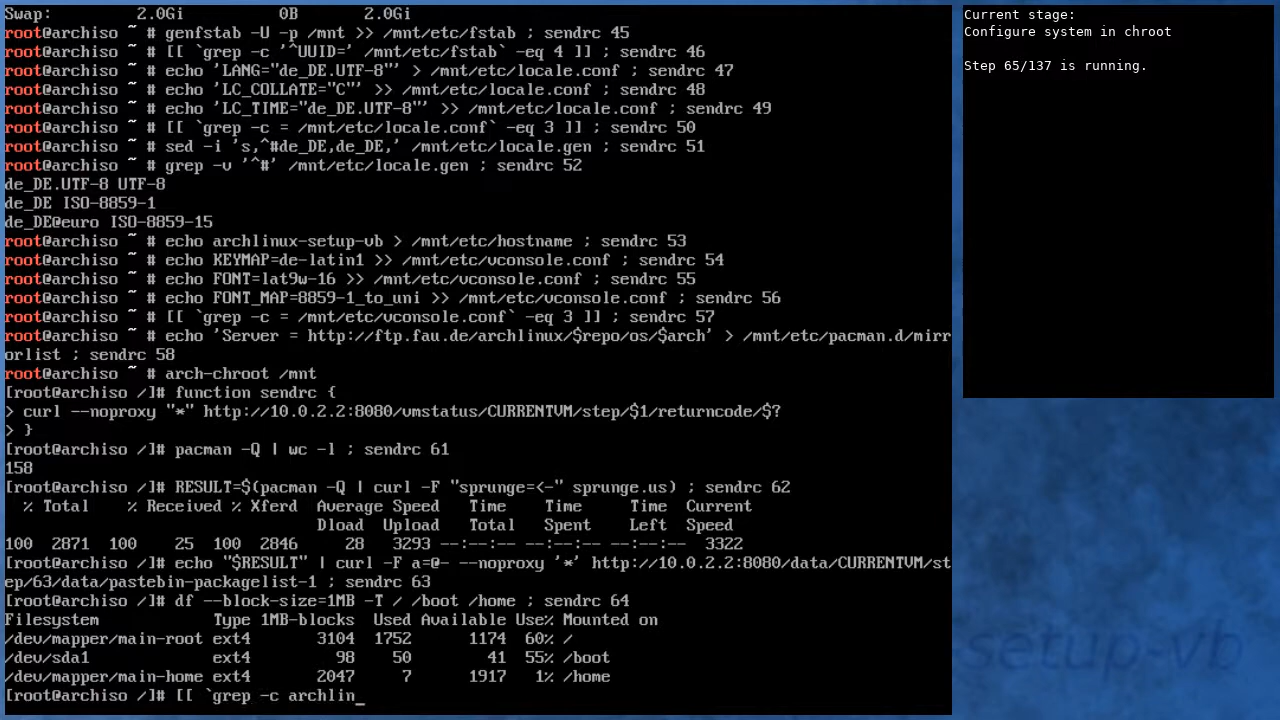 Swap:          2.0Gi          0B       2.0Gi
root@archiso ~ # genfstab -U -p /mnt >> /mnt/etc/fstab ; sendrc 45
root@archiso ~ # [[ `grep -c '^UUID=' /mnt/etc/fstab` -eq 4 ]] ; sendrc 46
root@archiso ~ # echo 'LANG="de_DE.UTF-8"' > /mnt/etc/locale.conf ; sendrc 47
root@archiso ~ # echo 'LC_COLLATE="C"' >> /mnt/etc/locale.conf ; sendrc 48
root@archiso ~ # echo 'LC_TIME="de_DE.UTF-8"' >> /mnt/etc/locale.conf ; sendrc 49
root@archiso ~ # [[ `grep -c = /mnt/etc/locale.conf` -eq 3 ]] ; sendrc 50
root@archiso ~ # sed -i 's,^#de_DE,de_DE,' /mnt/etc/locale.gen ; sendrc 51
root@archiso ~ # grep -v '^#' /mnt/etc/locale.gen ; sendrc 52
de_DE.UTF-8 UTF-8
de_DE ISO-8859-1
de_DE@euro ISO-8859-15
root@archiso ~ # echo archlinux-setup-vb > /mnt/etc/hostname ; sendrc 53
root@archiso ~ # echo KEYMAP=de-latin1 >> /mnt/etc/vconsole.conf ; sendrc 54
root@archiso ~ # echo FONT=lat9w-16 >> /mnt/etc/vconsole.conf ; sendrc 55
root@archiso ~ # echo FONT_MAP=8859-1_to_uni >> /mnt/etc/vconsole.conf ; sendrc 56
root@archiso ~ # [[ `grep -c = /mnt/etc/vconsole.conf` -eq 3 ]] ; sendrc 57
root@archiso ~ # echo 'Server = http://ftp.fau.de/archlinux/$repo/os/$arch' > /mnt/etc/pacman.d/mirr
orlist ; sendrc 58
root@archiso ~ # arch-chroot /mnt
[root@archiso /]# function sendrc {
> curl --noproxy "*" http://10.0.2.2:8080/vmstatus/CURRENTVM/step/$1/returncode/$?
> }
[root@archiso /]# pacman -Q | wc -l ; sendrc 61
158
[root@archiso /]# RESULT=$(pacman -Q | curl -F "sprunge=<-" sprunge.us) ; sendrc 62
  % Total    % Received % Xferd  Average Speed   Time    Time     Time  Current
                                 Dload  Upload   Total   Spent    Left  Speed
100  2871  100    25  100  2846     28   3293 --:--:-- --:--:-- --:--:--  3322
[root@archiso /]# echo "$RESULT" | curl -F a=@- --noproxy '*' http://10.0.2.2:8080/data/CURRENTVM/st
ep/63/data/pastebin-packagelist-1 ; sendrc 63
[root@archiso /]# df --block-size=1MB -T / /boot /home ; sendrc 64
Filesystem            Type 1MB-blocks  Used Available Use% Mounted on
/dev/mapper/main-root ext4       3104  1752      1174  60% /
/dev/sda1             ext4         98    50        41  55% /boot
/dev/mapper/main-home ext4       2047     7      1917   1% /home
[root@archiso /]# [[ `grep -c archlin_
Current stage:
Configure system in chroot
Step 65/137 is running.
setup-vb